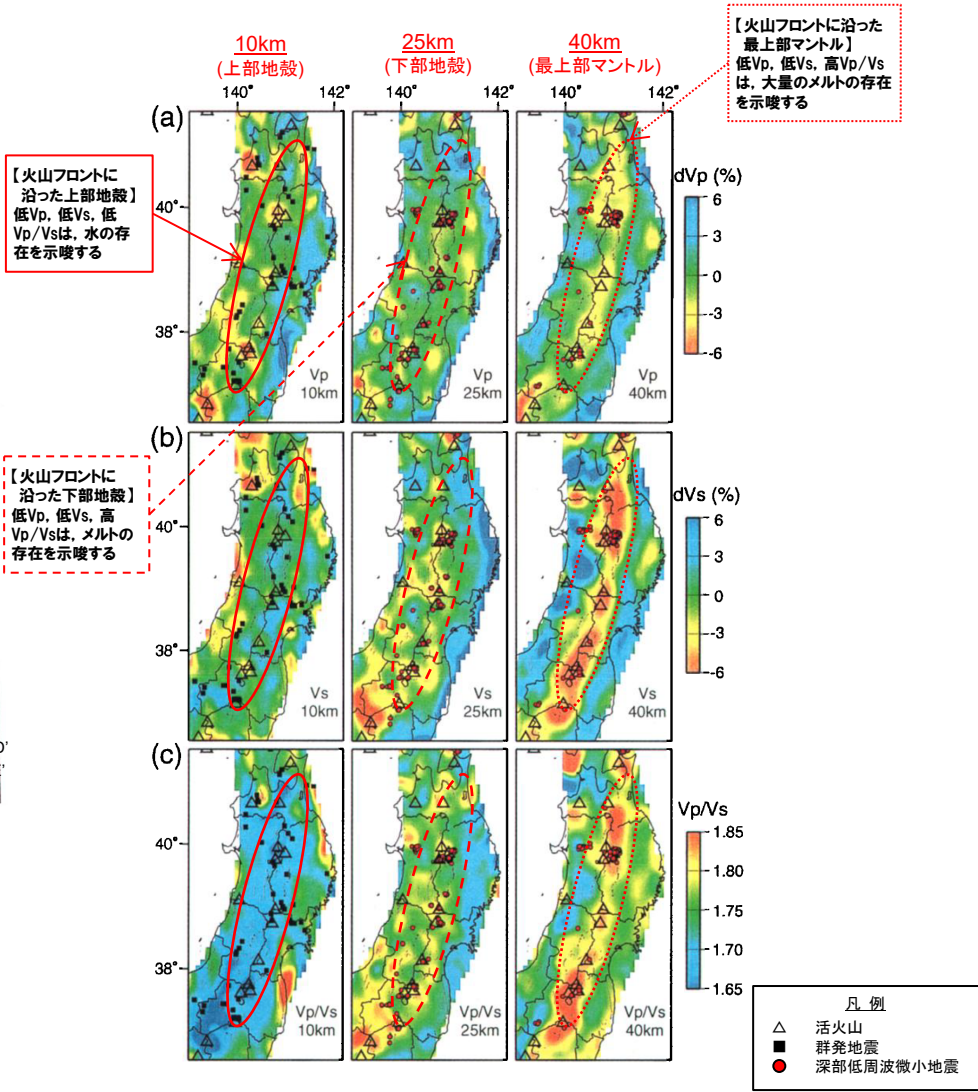 10km
(上部地殻)
25km
(下部地殻)
40km
(最上部マントル)
【火山フロントに沿った
最上部マントル】
低Vp, 低Vs, 高Vp/Vs
は, 大量のメルトの存在
を示唆する
140° 142°
140° 142°
140° 142°
(a)
【火山フロントに
沿った上部地殻】
低Vp, 低Vs, 低
Vp/Vsは, 水の存
在を示唆する
40°
38°
Vp
10km
Vp
25km
Vp
40km
dVp (%)
6
3
0
-3
-6
(b)
【火山フロントに
沿った下部地殻】
低Vp, 低Vs, 高
Vp/Vsは, メルトの
存在を示唆する
40°
38°
Vs
10km
Vs
25km
Vs
40km
dVs (%)
6
3
0
-3
-6
(c)
40°
38°
Vp/Vs
10km
Vp/Vs
25km
Vp/Vs
40km
Vp/Vs
1.85
1.80
1.75
1.70
1.65
凡 例
活火山
群発地震
深部低周波微小地震